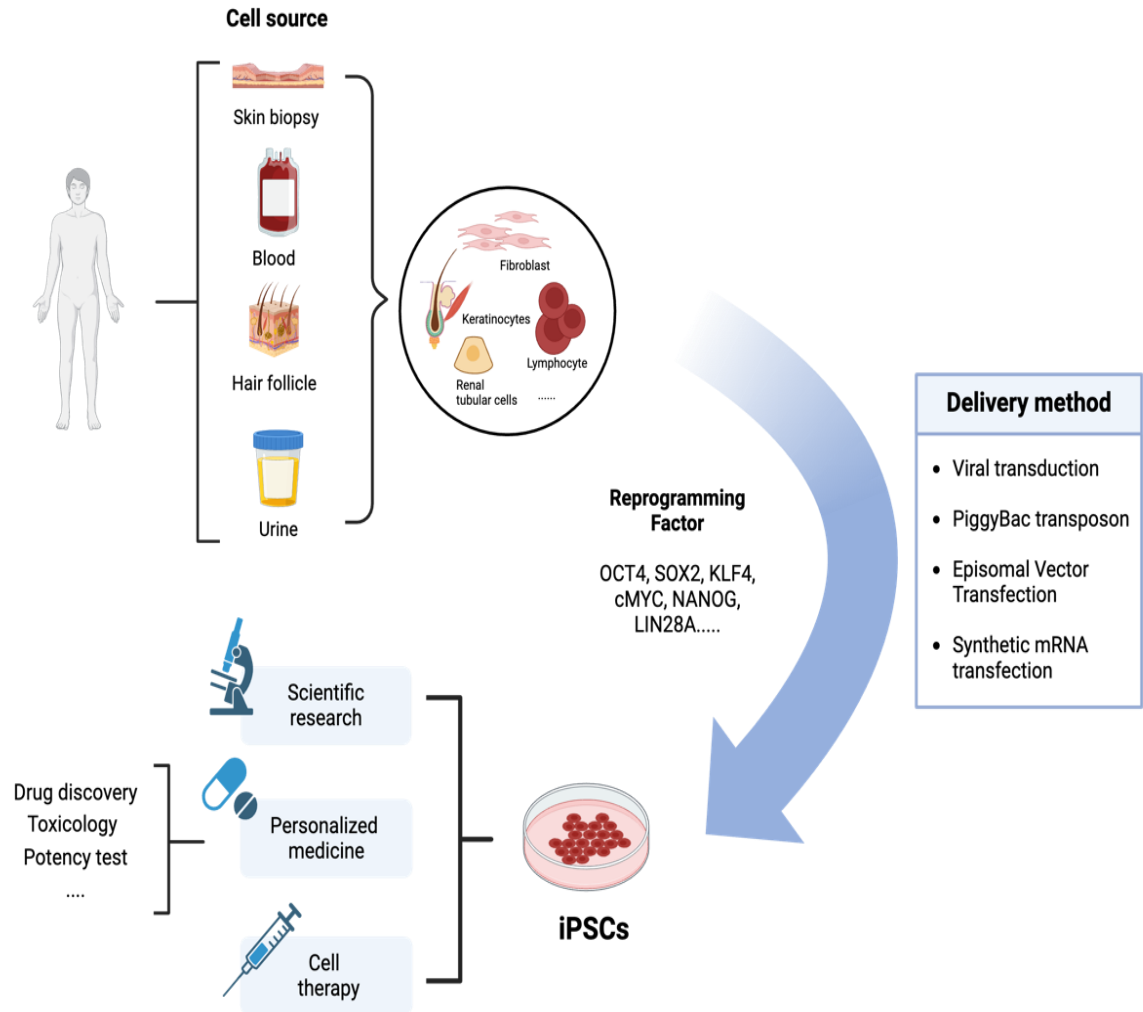 Cell source
Skin biopsy
Blood
Hair follicle
Urine
Fibroblast
Keratinocytes
Lymphocyte
Renal
tubular cells
......
Reprogramming
Factor
OCT4, SOX2, KLF4,
cMYC, NANOG,
LIN28A.....
Delivery method
• Viral transduction
• PiggyBac transposon
• Episomal Vector
Transfection
• Synthetic mRNA
transfection
iPSCs
Scientific
research
Personalized
medicine
Cell
therapy
Drug discovery
Toxicology
Potency test
....